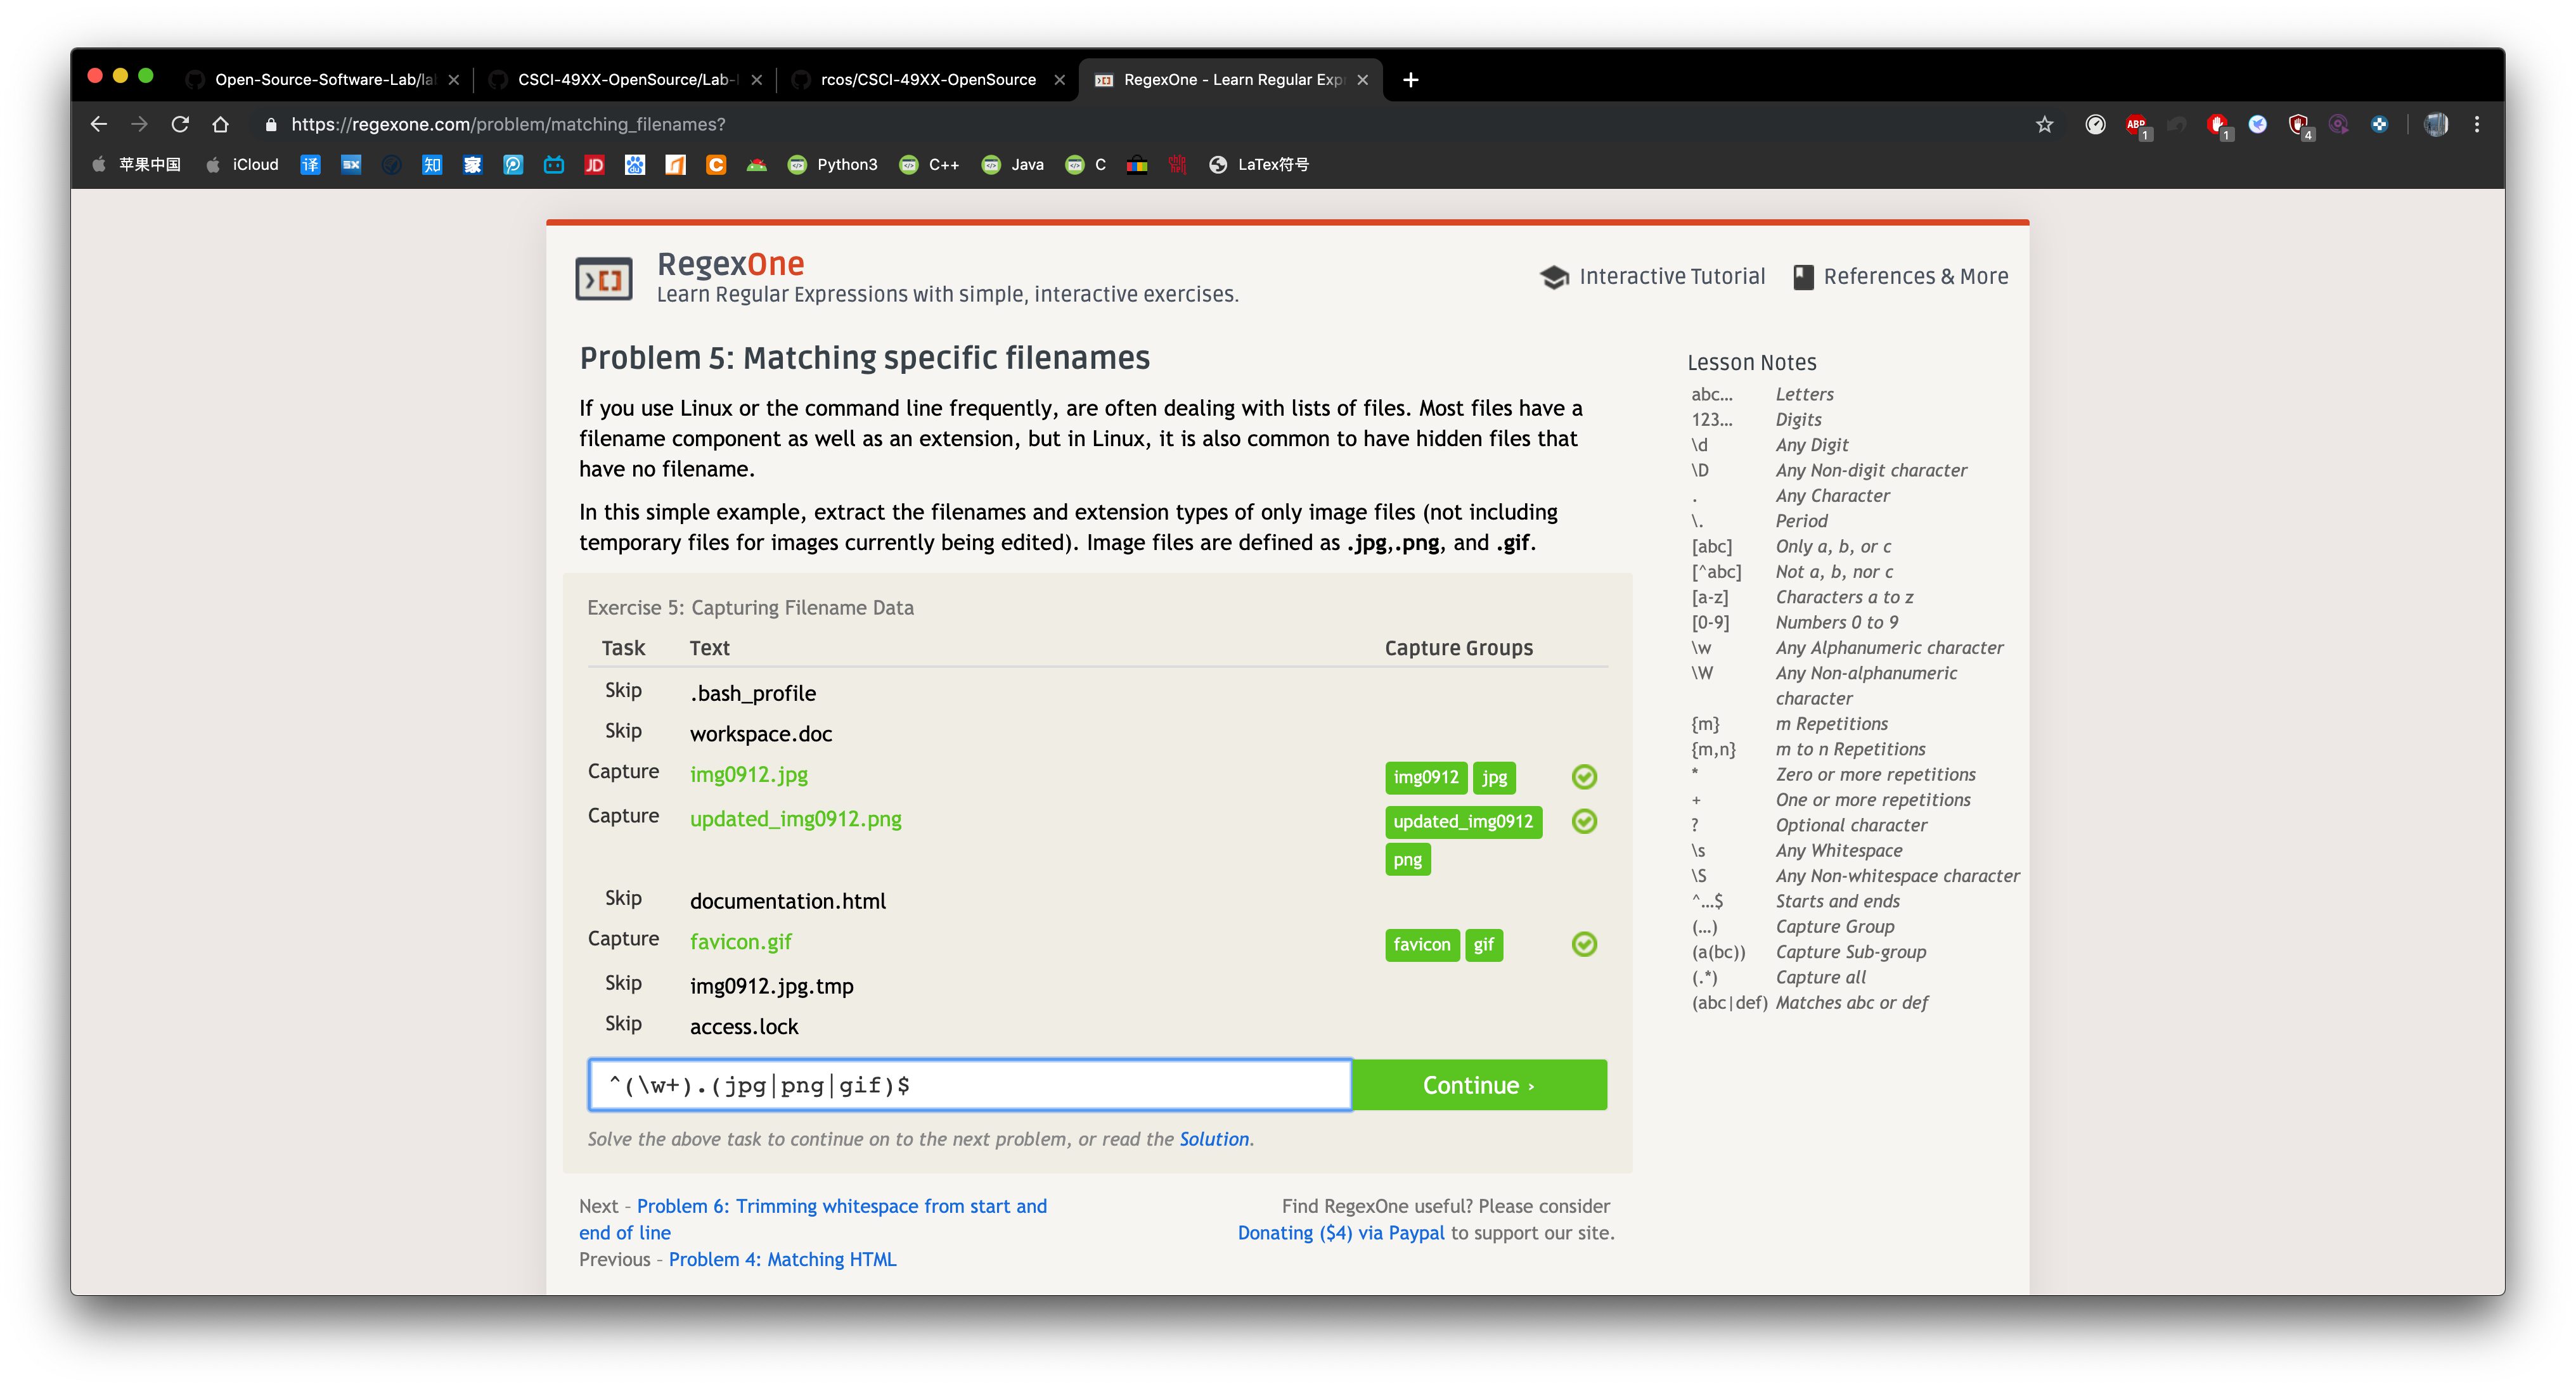 Open-Source-Software-Lab/la
CSCI-49XX-OpenSource/Lab-
rcos/CSCI-49XX-OpenSource
RegexOne - Learn Regular Exp
https://regexone.com/problem/matching_filenames?
ABP 1 1 4
苹果中国 iCloud 译 知 家 JD du C Python3 C++ Java C LaTex符号
RegexOne
Learn Regular Expressions with simple, interactive exercises.
Interactive Tutorial References & More
Problem 5: Matching specific filenames
If you use Linux or the command line frequently, are often dealing with lists of files. Most files have a
filename component as well as an extension, but in Linux, it is also common to have hidden files that
have no filename.
In this simple example, extract the filenames and extension types of only image files (not including
temporary files for images currently being edited). Image files are defined as .jpg,.png, and .gif.
Exercise 5: Capturing Filename Data
Task Text Capture Groups
Skip .bash_profile
Skip workspace.doc
Capture img0912.jpg img0912 jpg
Capture updated_img0912.png updated_img0912
png
Skip documentation.html
Capture favicon.gif favicon gif
Skip img0912.jpg.tmp
Skip access.lock
^(\w+).(jpg|png|gif)$ Continue ›
Solve the above task to continue on to the next problem, or read the Solution.
Next – Problem 6: Trimming whitespace from start and
end of line
Previous – Problem 4: Matching HTML
Find RegexOne useful? Please consider
Donating ($4) via Paypal to support our site.
Lesson Notes
abc… Letters
123… Digits
\d Any Digit
\D Any Non-digit character
. Any Character
\. Period
[abc] Only a, b, or c
[^abc] Not a, b, nor c
[a-z] Characters a to z
[0-9] Numbers 0 to 9
\w Any Alphanumeric character
\W Any Non-alphanumeric
character
{m} m Repetitions
{m,n} m to n Repetitions
* Zero or more repetitions
+ One or more repetitions
? Optional character
\s Any Whitespace
\S Any Non-whitespace character
^…$ Starts and ends
(…) Capture Group
(a(bc)) Capture Sub-group
(.*) Capture all
(abc|def) Matches abc or def